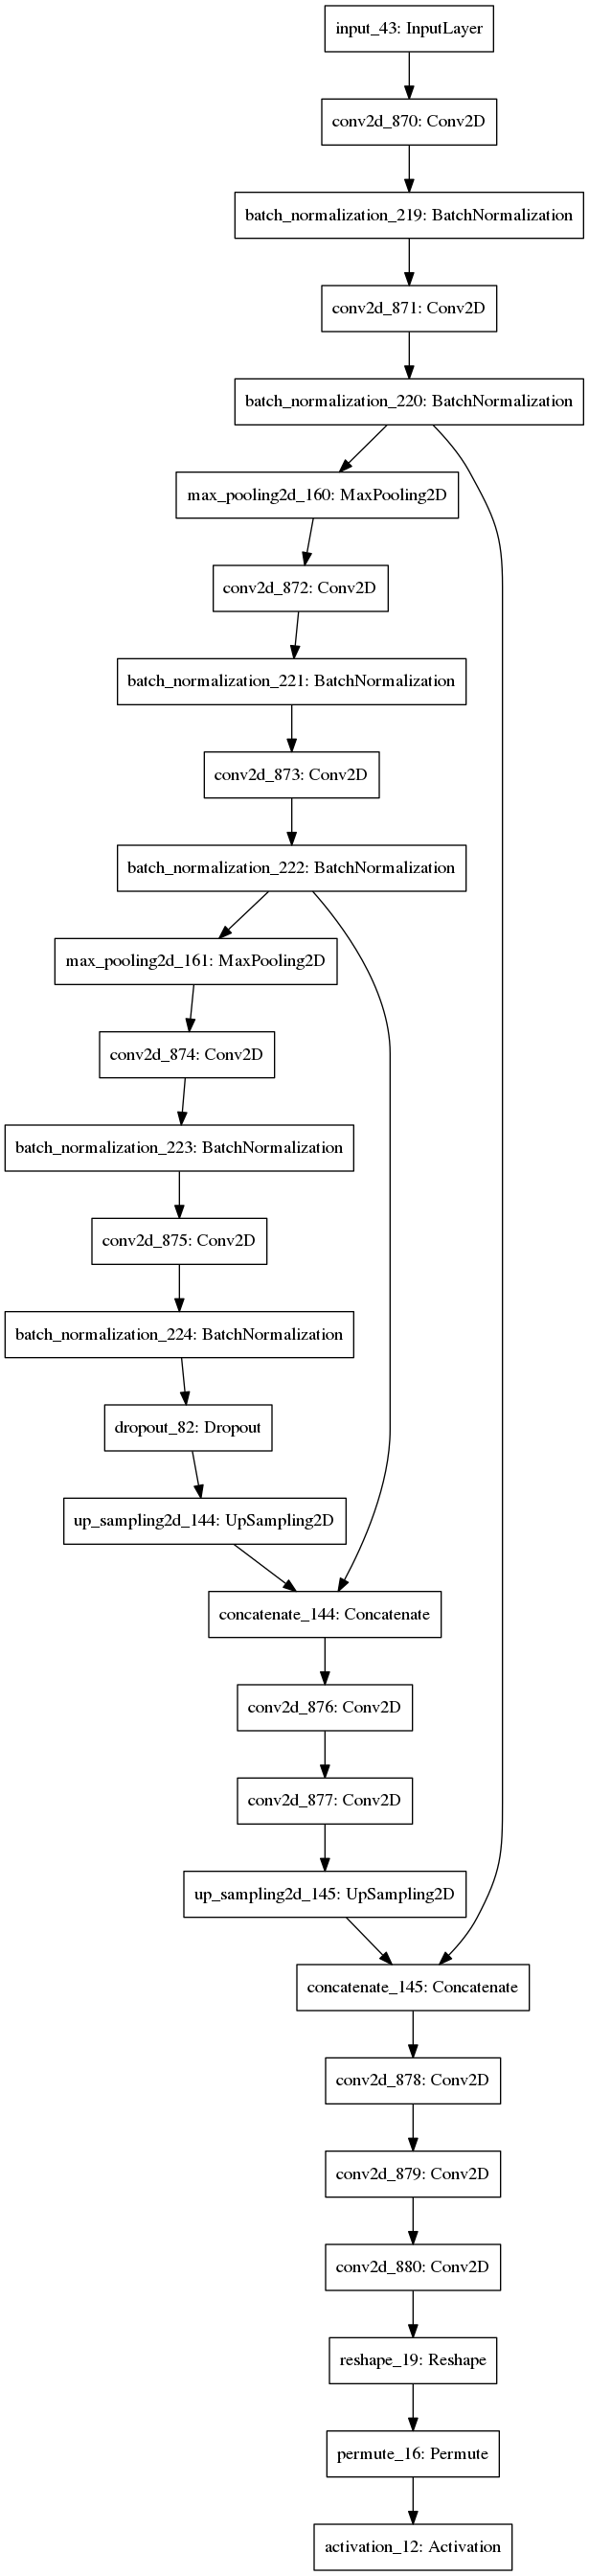 input_43: InputLayer
conv2d_870: Conv2D
batch_normalization_219: BatchNormalization
conv2d_871: Conv2D
batch_normalization_220: BatchNormalization
max_pooling2d_160: MaxPooling2D
conv2d_872: Conv2D
batch_normalization_221: BatchNormalization
conv2d_873: Conv2D
batch_normalization_222: BatchNormalization
max_pooling2d_161: MaxPooling2D
conv2d_874: Conv2D
batch_normalization_223: BatchNormalization
conv2d_875: Conv2D
batch_normalization_224: BatchNormalization
dropout_82: Dropout
up_sampling2d_144: UpSampling2D
concatenate_144: Concatenate
conv2d_876: Conv2D
conv2d_877: Conv2D
up_sampling2d_145: UpSampling2D
concatenate_145: Concatenate
conv2d_878: Conv2D
conv2d_879: Conv2D
conv2d_880: Conv2D
reshape_19: Reshape
permute_16: Permute
activation_12: Activation